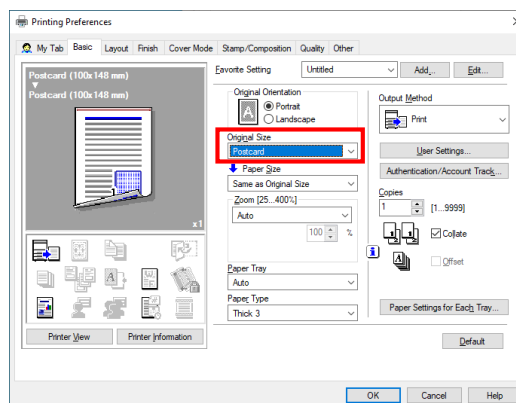 Printing Preferences
My Tab Basic Layout Finish Cover Mode Stamp/Composition Quality Other
Postcard (100x148 mm)
Postcard (100x148 mm)
1
x1
Printer View Printer Information
Favorite Setting Untitled Add... Edit...
Original Orientation
A
Portrait
Landscape
Original Size
Postcard
Paper Size
Same as Original Size
Zoom [25...400%]
Auto
100 %
Paper Tray
Auto
Paper Type
Thick 3
Output Method
Print
User Settings...
Authentication/Account Track...
Copies
1 [1...9999]
Collate
Offset
Paper Settings for Each Tray...
Default
OK Cancel Help